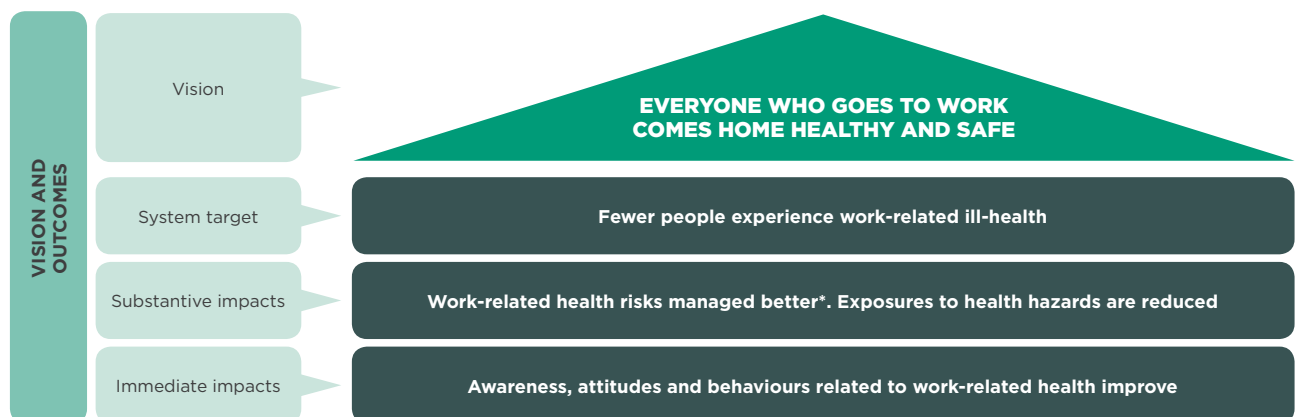 VISION AND
OUTCOMES
Vision
EVERYONE WHO GOES TO WORK
COMES HOME HEALTHY AND SAFE
System target
Fewer people experience work-related ill-health
Substantive impacts
Work-related health risks managed better*. Exposures to health hazards are reduced
Immediate impacts
Awareness, attitudes and behaviours related to work-related health improve